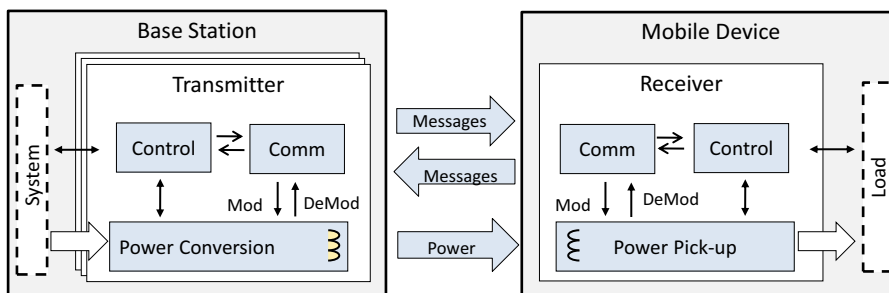 Base Station
Transmitter
System
Control
Comm
Mod
DeMod
Power Conversion
Messages
Messages
Power
Mobile Device
Receiver
Comm
Control
Mod
DeMod
Power Pick-up
Load